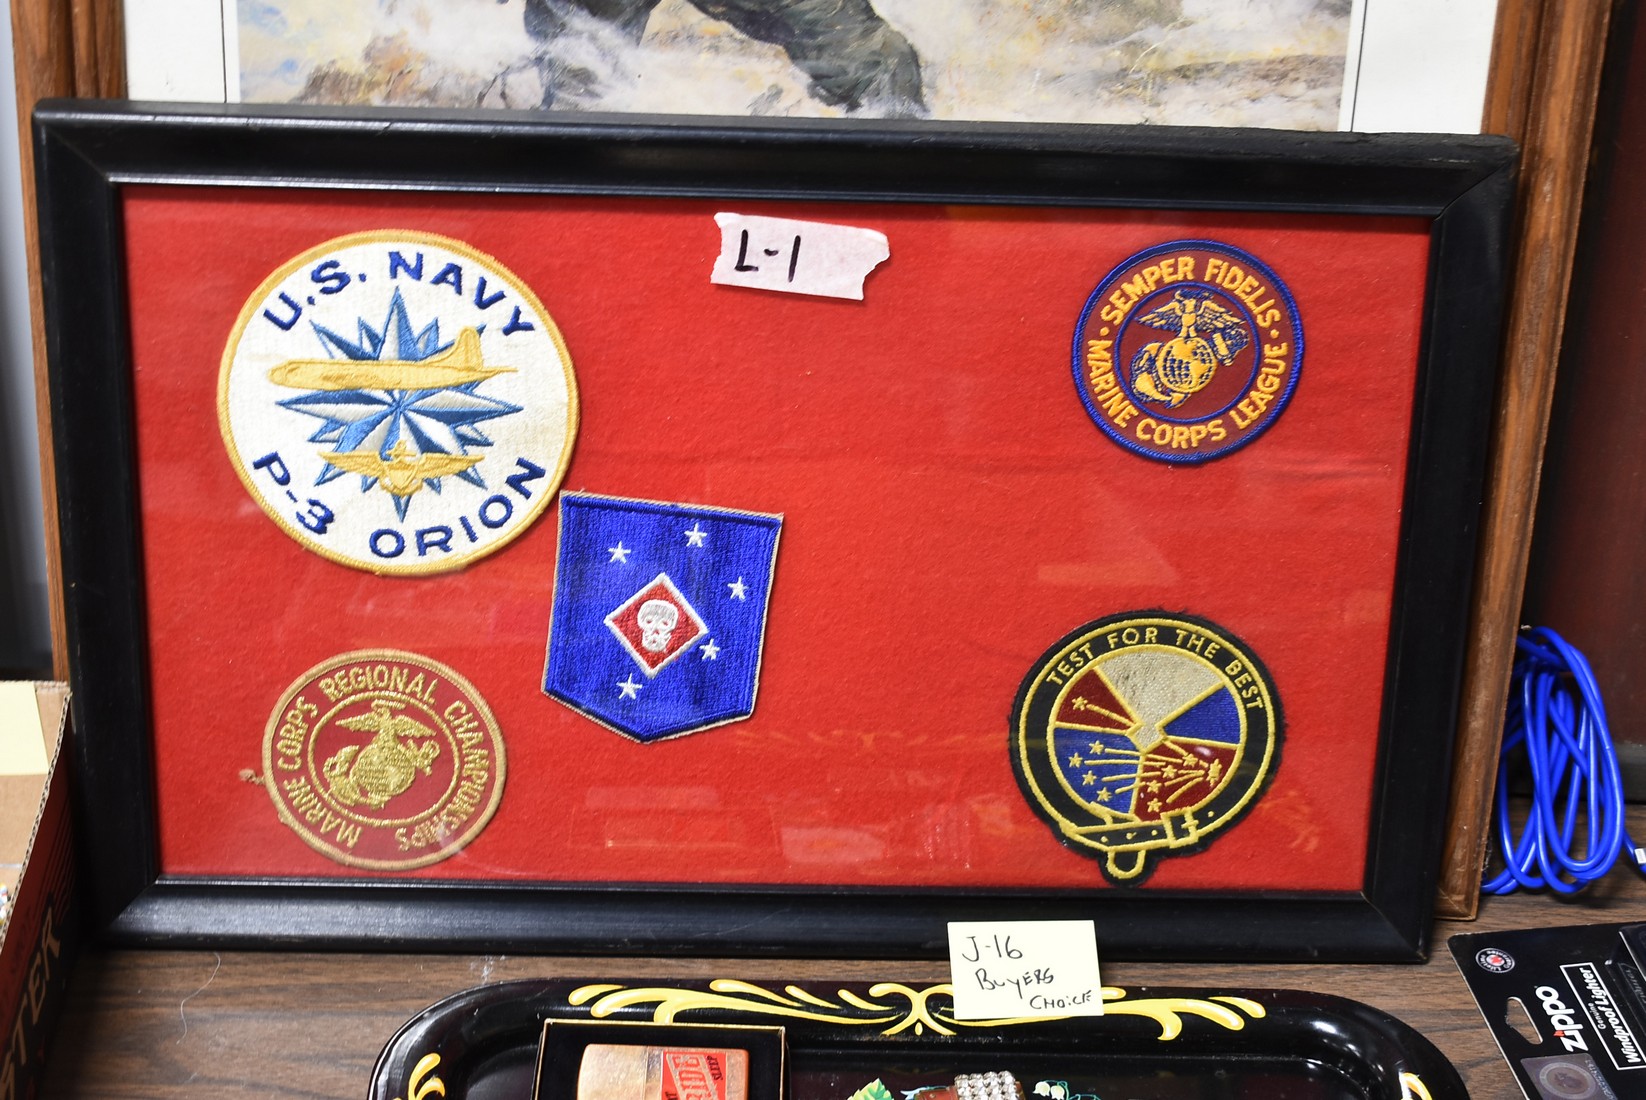 L-1
U.S. NAVY
P-3 ORION
SEMPER FIDELIS
MARINE CORPS LEAGUE
MARINE CORPS REGIONAL CHAMPIONSHIPS
TEST FOR THE BEST
J-16
BUYERS
CHOICE
Zippo
Genuine
Windproof Lighter